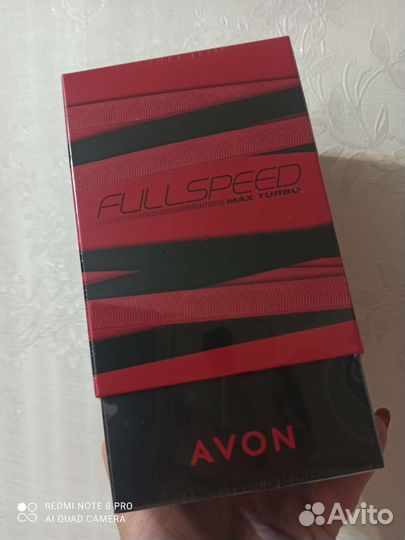 FULLSPEED
MAX TURBO
AVON
REDMI NOTE 8 PRO
AI QUAD CAMERA
Avito